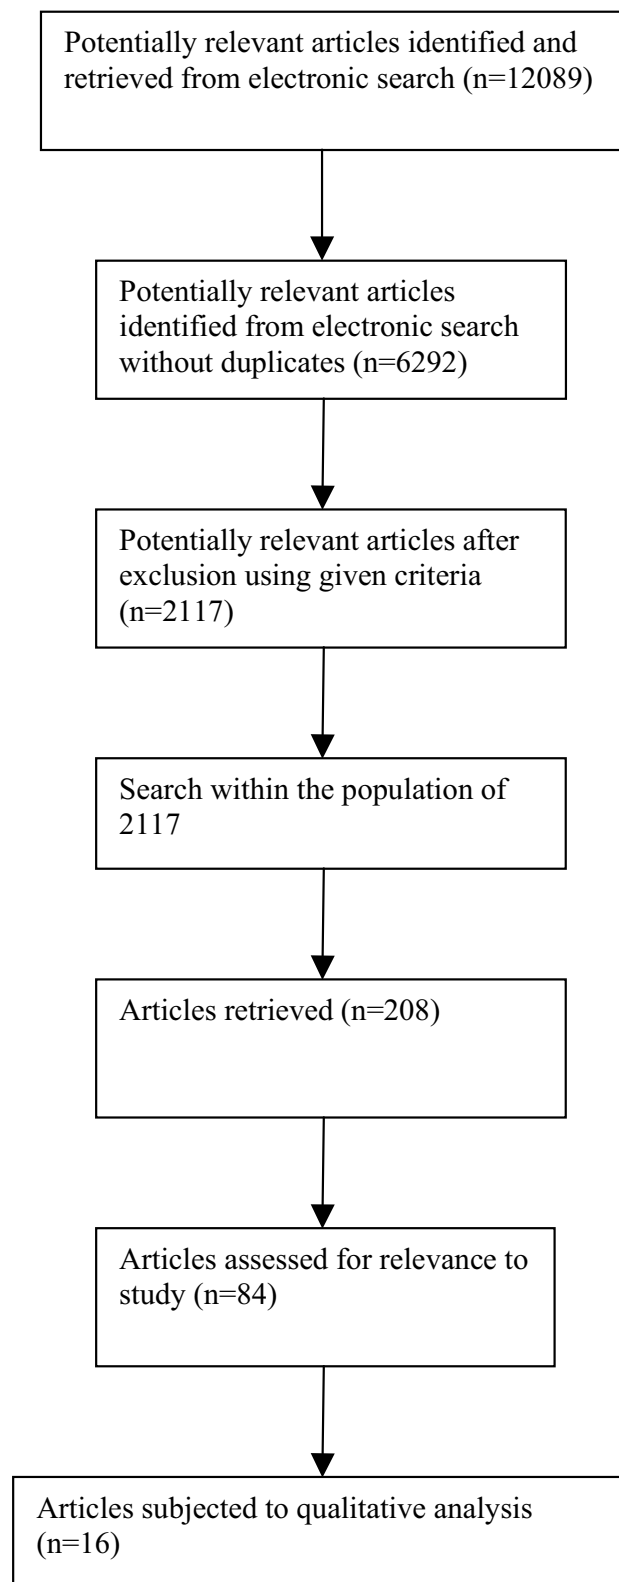 Potentially relevant articles identified and
retrieved from electronic search (n=12089)
Potentially relevant articles
identified from electronic search
without duplicates (n=6292)
Potentially relevant articles after
exclusion using given criteria
(n=2117)
Search within the population of
2117
Articles retrieved (n=208)
Articles assessed for relevance to
study (n=84)
Articles subjected to qualitative analysis
(n=16)